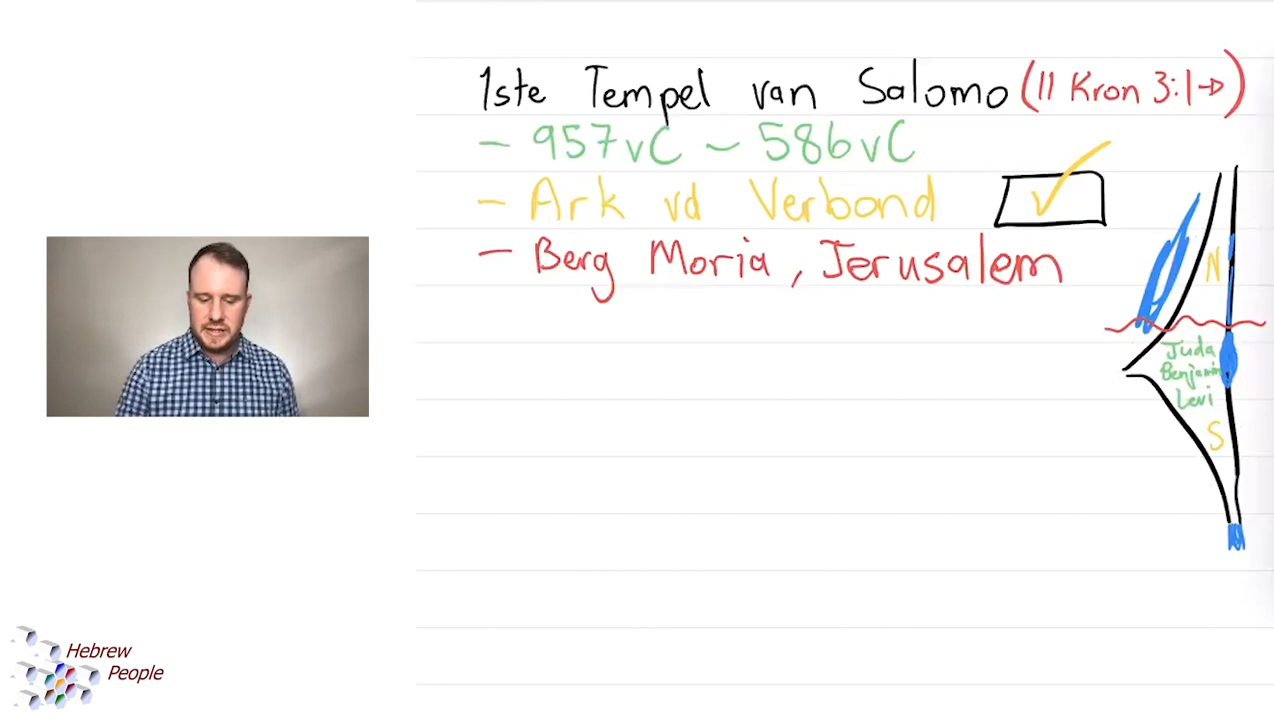 1ste Tempel van Salomo (II Kron 3:1→)
- 957vC - 586vC
- Ark vd Verbond
- Berg Moria, Jerusalem
N
Juda
Benjamin
Levi
S
Hebrew
People